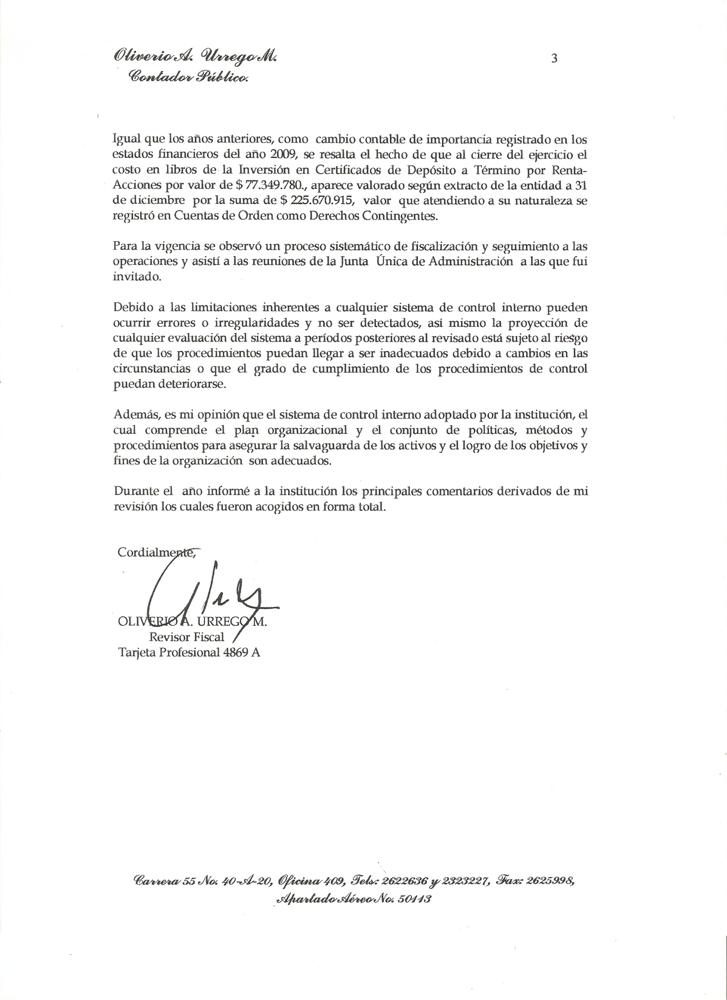 Oliverio A. Urrego M.
3
Contador Público.
Igual que los años anteriores, como cambio contable de importancia registrado en los
estados financieros del año 2009, se resalta el hecho de que al cierre del ejercicio el
costo en libros de la Inversión en Certificados de Depósito a Término por Renta-
Acciones por valor de $ 77.349.780., aparece valorado según extracto de la entidad a 31
de diciembre por la suma de $ 225.670.915, valor que atendiendo a su naturaleza se
registró en Cuentas de Orden como Derechos Contingentes.
Para la vigencia se observó un proceso sistemático de fiscalización y seguimiento a las
operaciones y asistí a las reuniones de la Junta Única de Administración a las que fui
invitado.
Debido a las limitaciones inherentes a cualquier sistema de control interno pueden
ocurrir errores o irregularidades y no ser detectados, así mismo la proyección de
cualquier evaluación del sistema a períodos posteriores al revisado está sujeto al riesgo
de que los procedimientos puedan llegar a ser inadecuados debido a cambios en las
circunstancias o que el grado de cumplimiento de los procedimientos de control
puedan deteriorarse.
Además, es mi opinión que el sistema de control interno adoptado por la institución, el
cual comprende el plan organizacional y el conjunto de políticas, métodos y
procedimientos para asegurar la salvaguarda de los activos y el logro de los objetivos y
fines de la organización son adecuados.
Durante el año informé a la institución los principales comentarios derivados de mi
revisión los cuales fueron acogidos en forma total.
Cordialmente,
OLIVERIO A. URREGO M.
Revisor Fiscal
Tarjeta Profesional 4869 A
Carrera 55 No. 40-A-20, Oficina 409, Tels: 2622636 y 2323227, Fax: 2625998,
Apartado Aéreo No. 50113